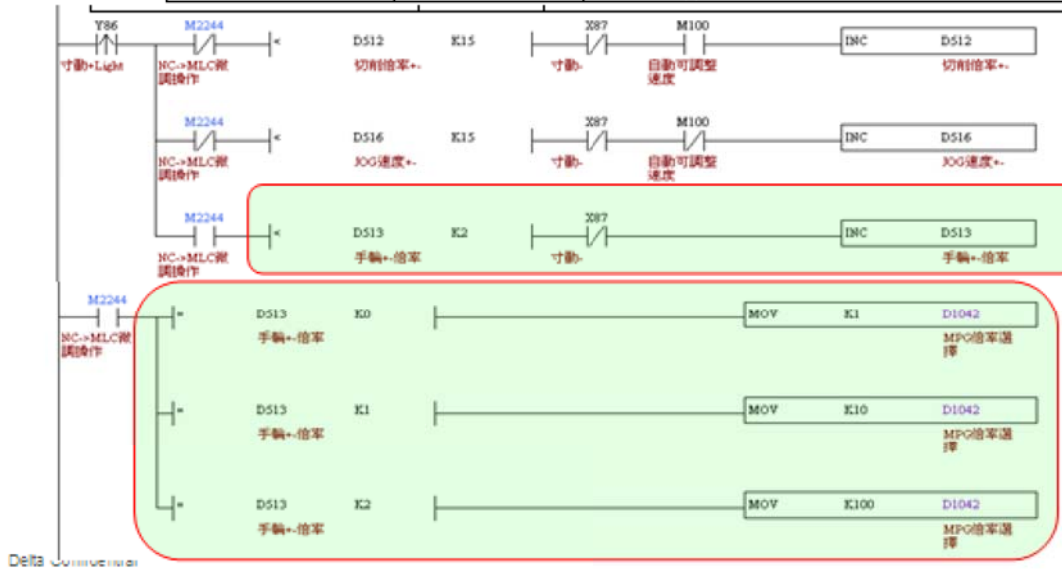 Y86 M2244 < D512 K15 X87 M100 INC D512
寸動+Light NC->MLC微調操作 切削倍率+- 寸動- 自動可調整速度 切削倍率+-
M2244 < D516 K15 X87 M100 INC D516
NC->MLC微調操作 JOG速度+- 寸動- 自動可調整速度 JOG速度+-
M2244 < D513 K2 X87 INC D513
NC->MLC微調操作 手輪+-倍率 寸動- 手輪+-倍率
M2244 = D513 K0 MOV K1 D1042
NC->MLC微調操作 手輪+-倍率 MPG倍率選擇
= D513 K1 MOV K10 D1042
手輪+-倍率 MPG倍率選擇
= D513 K2 MOV K100 D1042
手輪+-倍率 MPG倍率選擇
Delta Confidential